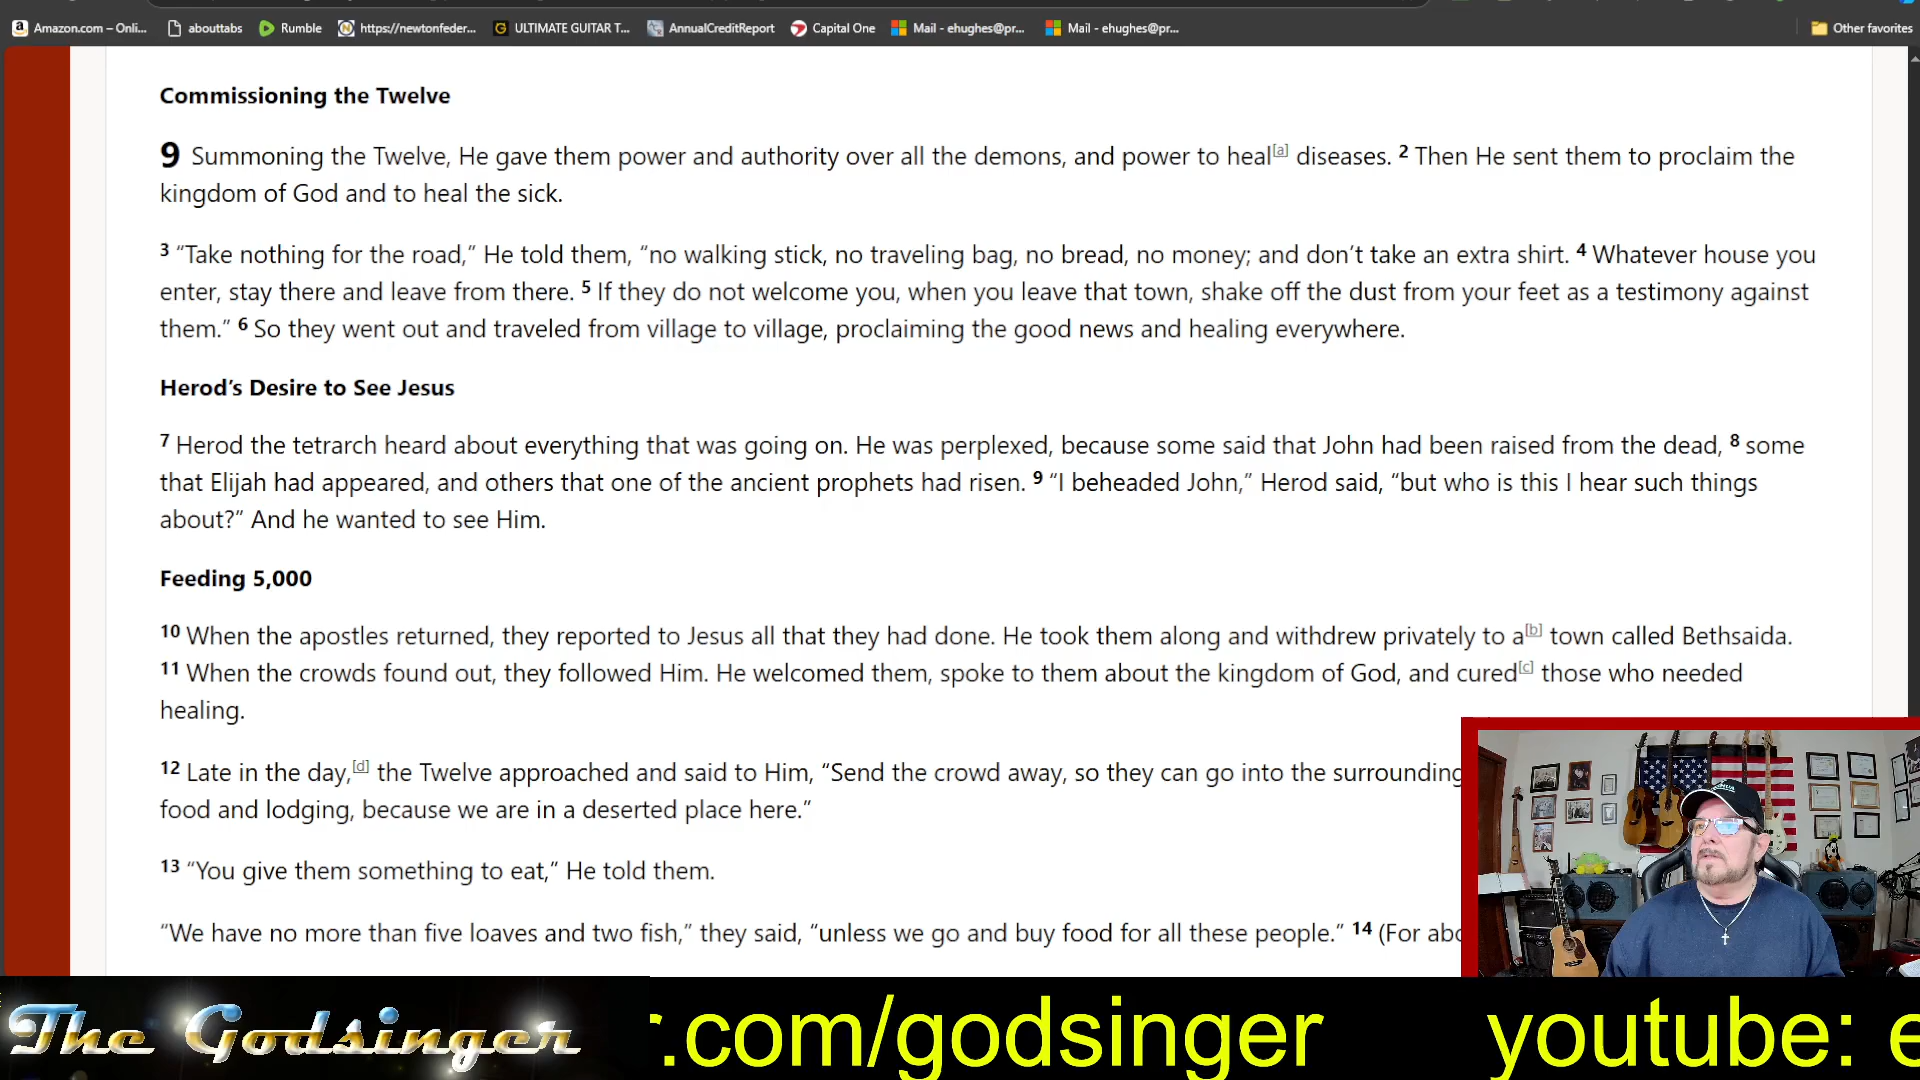 Amazon.com – Onli...
abouttabs
Rumble
https://newtonfeder...
ULTIMATE GUITAR T...
AnnualCreditReport
Capital One
Mail - ehughes@pr...
Mail - ehughes@pr...
Other favorites
Commissioning the Twelve
9 Summoning the Twelve, He gave them power and authority over all the demons, and power to heal[a] diseases. 2 Then He sent them to proclaim the
kingdom of God and to heal the sick.
3 “Take nothing for the road,” He told them, “no walking stick, no traveling bag, no bread, no money; and don’t take an extra shirt. 4 Whatever house you
enter, stay there and leave from there. 5 If they do not welcome you, when you leave that town, shake off the dust from your feet as a testimony against
them.” 6 So they went out and traveled from village to village, proclaiming the good news and healing everywhere.
Herod’s Desire to See Jesus
7 Herod the tetrarch heard about everything that was going on. He was perplexed, because some said that John had been raised from the dead, 8 some
that Elijah had appeared, and others that one of the ancient prophets had risen. 9 “I beheaded John,” Herod said, “but who is this I hear such things
about?” And he wanted to see Him.
Feeding 5,000
10 When the apostles returned, they reported to Jesus all that they had done. He took them along and withdrew privately to a[b] town called Bethsaida.
11 When the crowds found out, they followed Him. He welcomed them, spoke to them about the kingdom of God, and cured[c] those who needed
healing.
12 Late in the day,[d] the Twelve approached and said to Him, “Send the crowd away, so they can go into the surrounding
food and lodging, because we are in a deserted place here.”
13 “You give them something to eat,” He told them.
“We have no more than five loaves and two fish,” they said, “unless we go and buy food for all these people.” 14 (For abo
The Godsinger
.com/godsinger
youtube: e